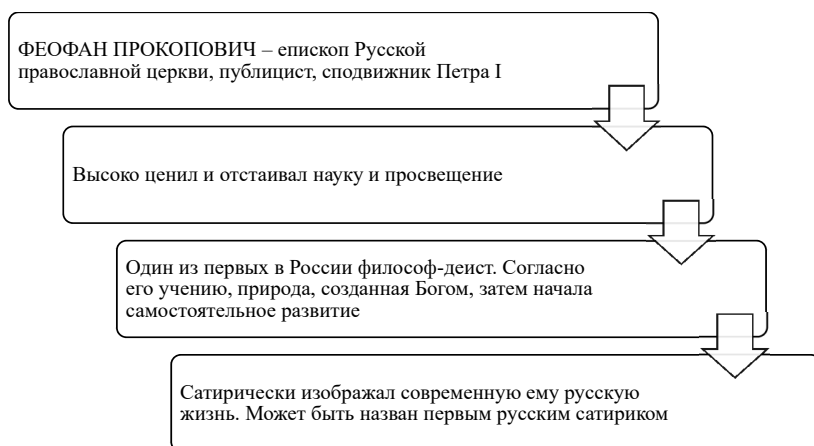 ФЕОФАН ПРОКОПОВИЧ – епископ Русской
православной церкви, публицист, сподвижник Петра I
Высоко ценил и отстаивал науку и просвещение
Один из первых в России философ-деист. Согласно
его учению, природа, созданная Богом, затем начала
самостоятельное развитие
Сатирически изображал современную ему русскую
жизнь. Может быть назван первым русским сатириком